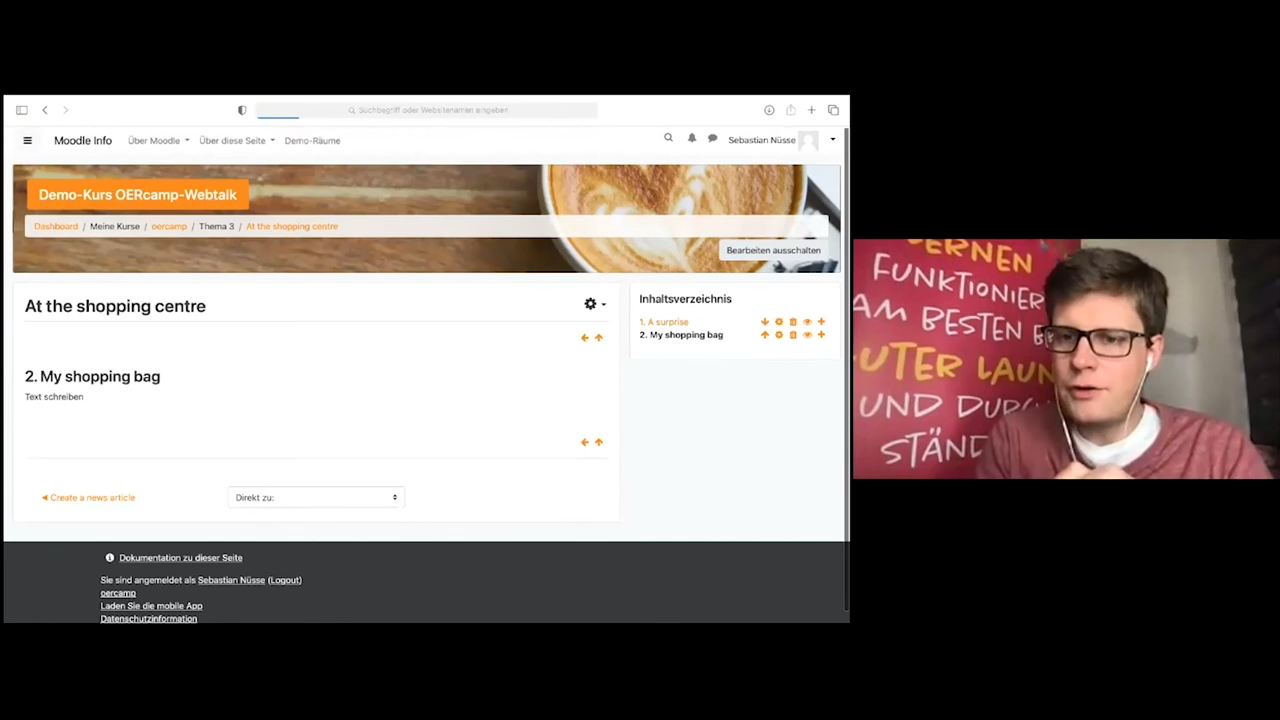 Suchbegriff oder Websitenamen eingeben
Moodle Info Über Moodle Über diese Seite Demo-Räume Sebastian Nüsse
Demo-Kurs OERcamp-Webtalk
Dashboard / Meine Kurse / oercamp / Thema 3 / At the shopping centre
Bearbeiten ausschalten
At the shopping centre
2. My shopping bag
Text schreiben
◄ Create a news article
Direkt zu:
Inhaltsverzeichnis
1. A surprise
2. My shopping bag
Dokumentation zu dieser Seite
Sie sind angemeldet als Sebastian Nüsse (Logout)
oercamp
Laden Sie die mobile App
Datenschutzinformation
ERNEN
FUNKTIONIER
AM BESTEN
UTER LAUN
UND DURC
STÄND